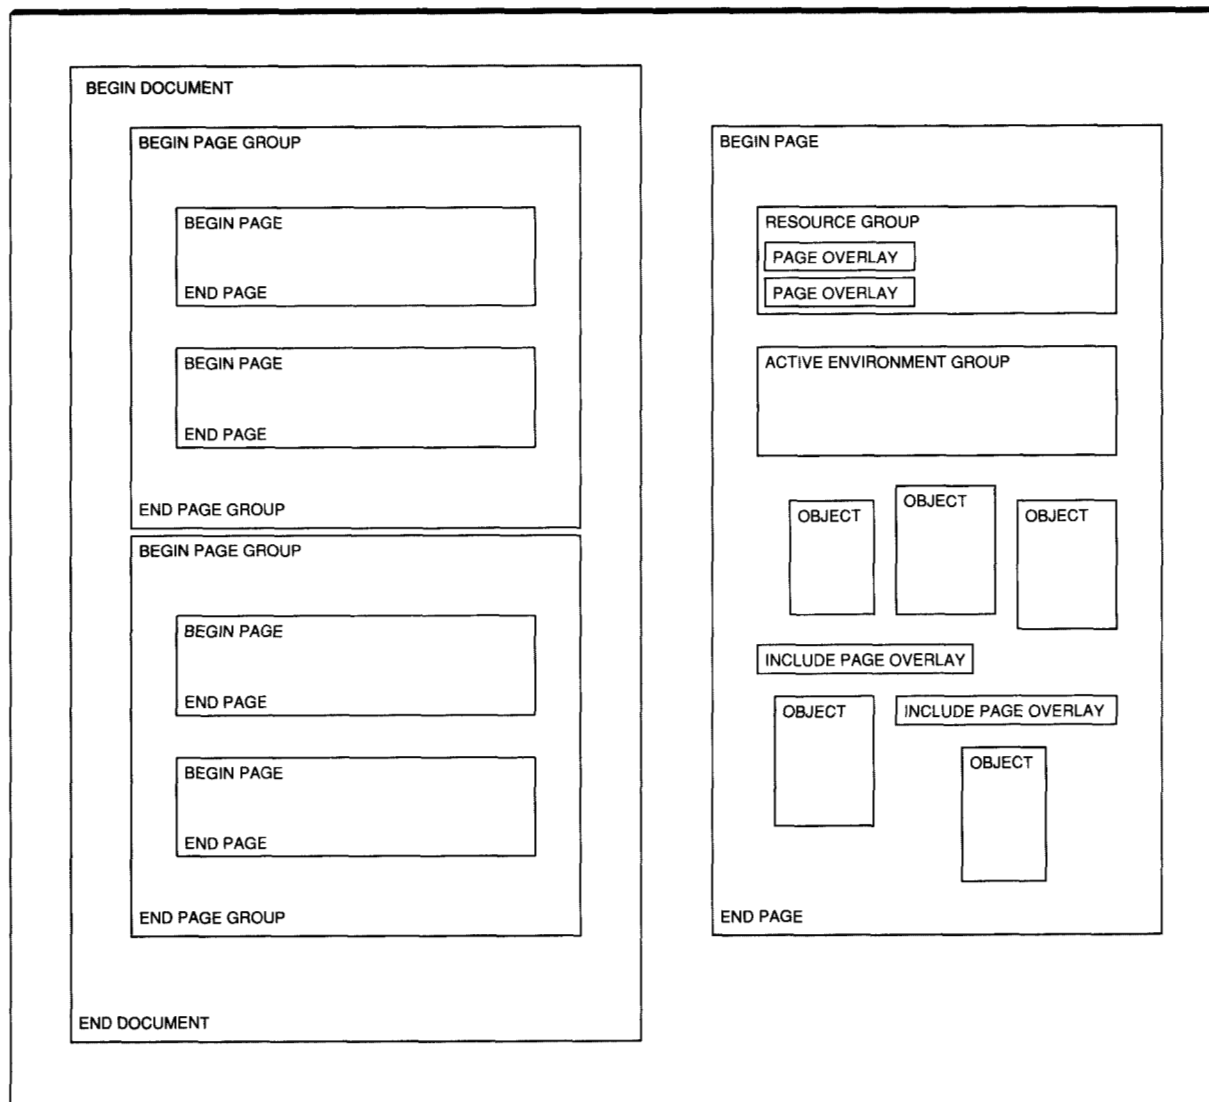 BEGIN DOCUMENT
BEGIN PAGE GROUP
BEGIN PAGE
END PAGE
BEGIN PAGE
END PAGE
END PAGE GROUP
BEGIN PAGE GROUP
BEGIN PAGE
END PAGE
BEGIN PAGE
END PAGE
END PAGE GROUP
END DOCUMENT
BEGIN PAGE
RESOURCE GROUP
PAGE OVERLAY
PAGE OVERLAY
ACTIVE ENVIRONMENT GROUP
OBJECT
OBJECT
OBJECT
INCLUDE PAGE OVERLAY
OBJECT
INCLUDE PAGE OVERLAY
OBJECT
END PAGE